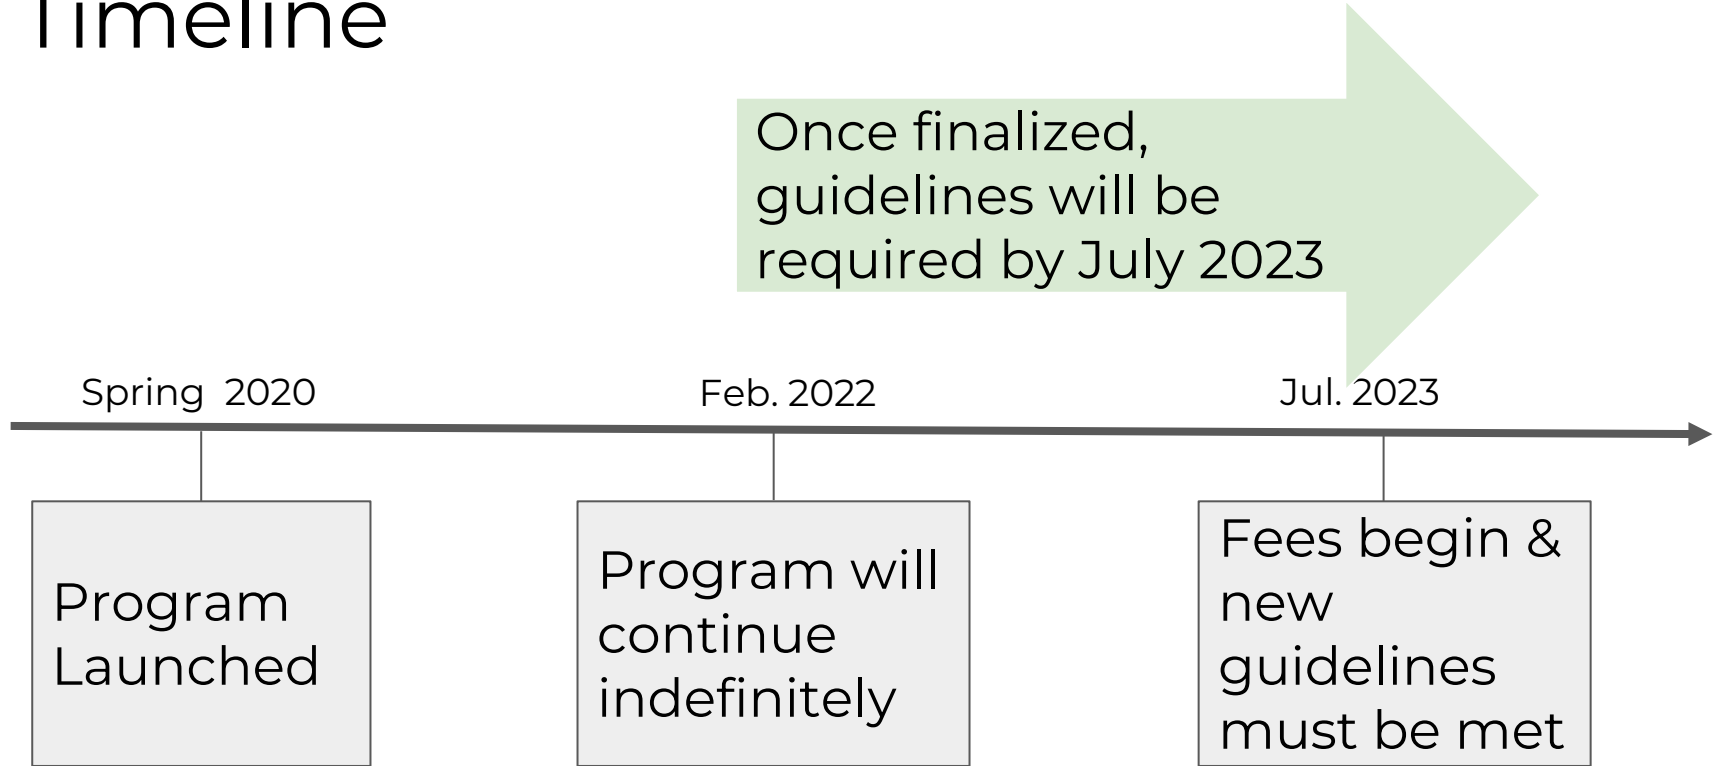 Timeline
Once finalized,
guidelines will be
required by July 2023
Spring 2020
Feb. 2022
Jul. 2023
Program
Launched
Program will
continue
indefinitely
Fees begin &
new
guidelines
must be met